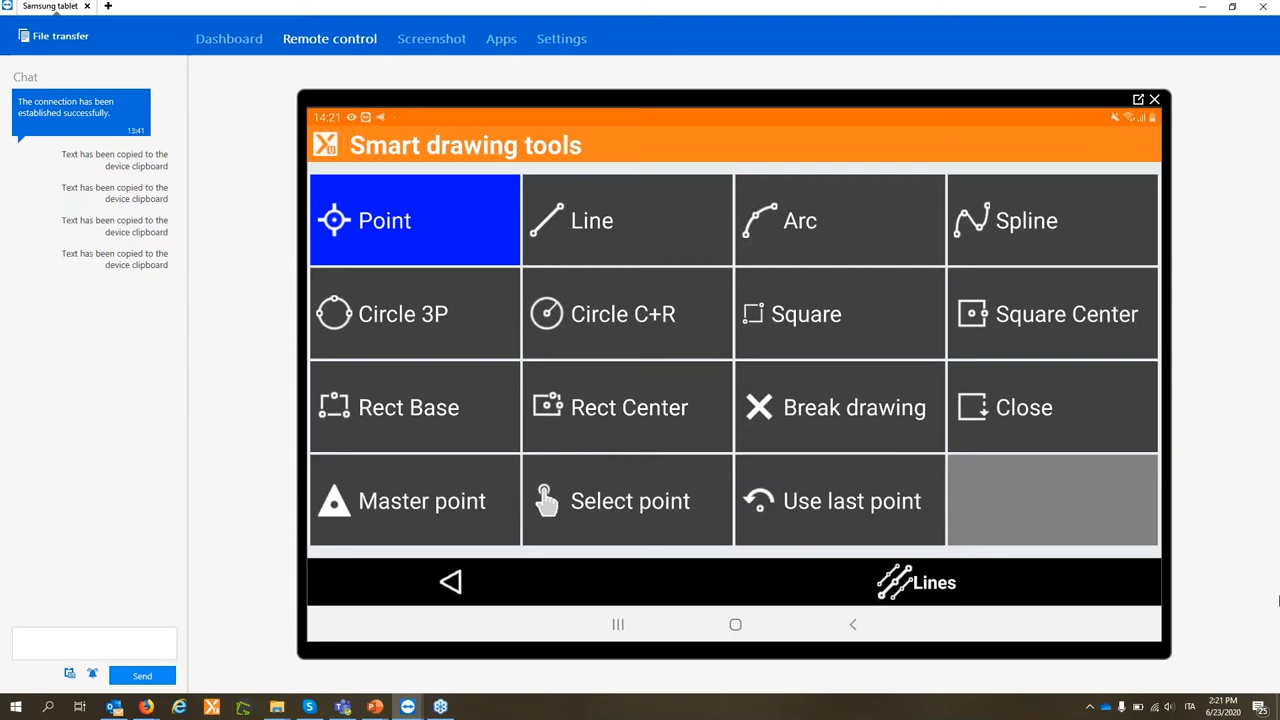 Samsung tablet
File transfer
Dashboard
Remote control
Screenshot
Apps
Settings
Chat
The connection has been
established successfully.
13:41
Text has been copied to the
device clipboard
Text has been copied to the
device clipboard
Text has been copied to the
device clipboard
Text has been copied to the
device clipboard
Send
14:21
Smart drawing tools
Point
Line
Arc
Spline
Circle 3P
Circle C+R
Square
Square Center
Rect Base
Rect Center
Break drawing
Close
Master point
Select point
Use last point
Lines
ITA
2:21 PM
6/23/2020
25